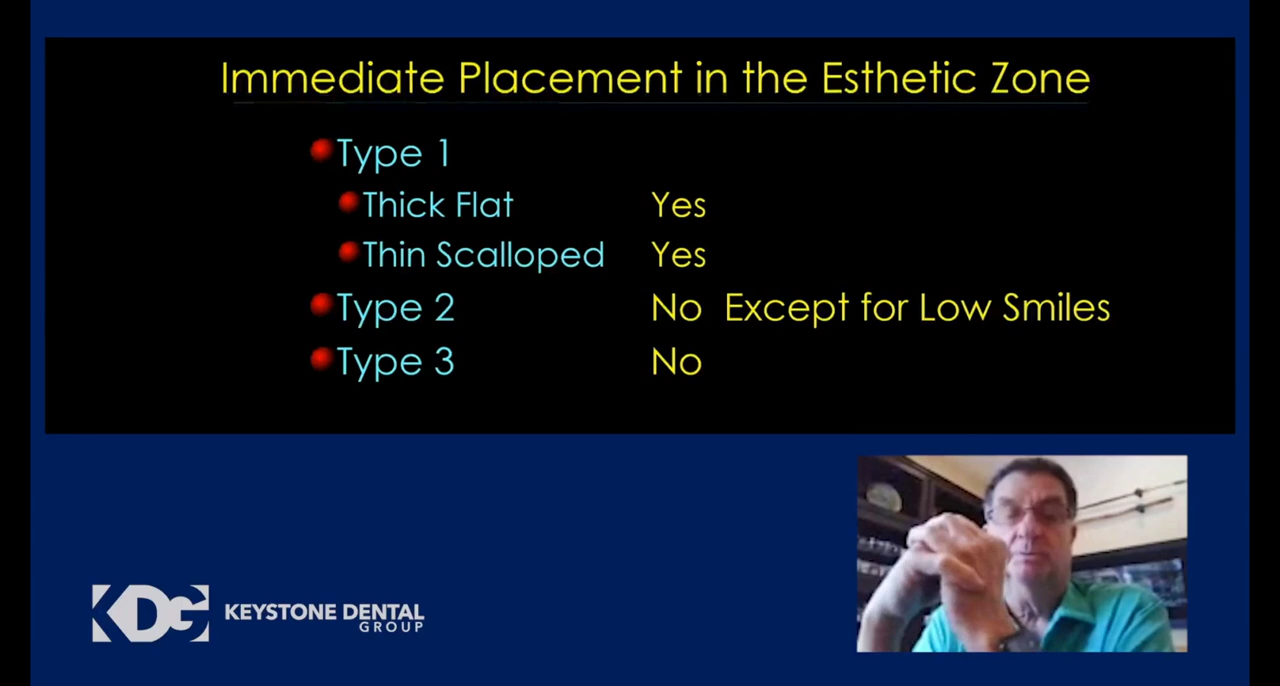 Immediate Placement in the Esthetic Zone
Type 1
Thick Flat Yes
Thin Scalloped Yes
Type 2 No Except for Low Smiles
Type 3 No
KDG KEYSTONE DENTAL
GROUP